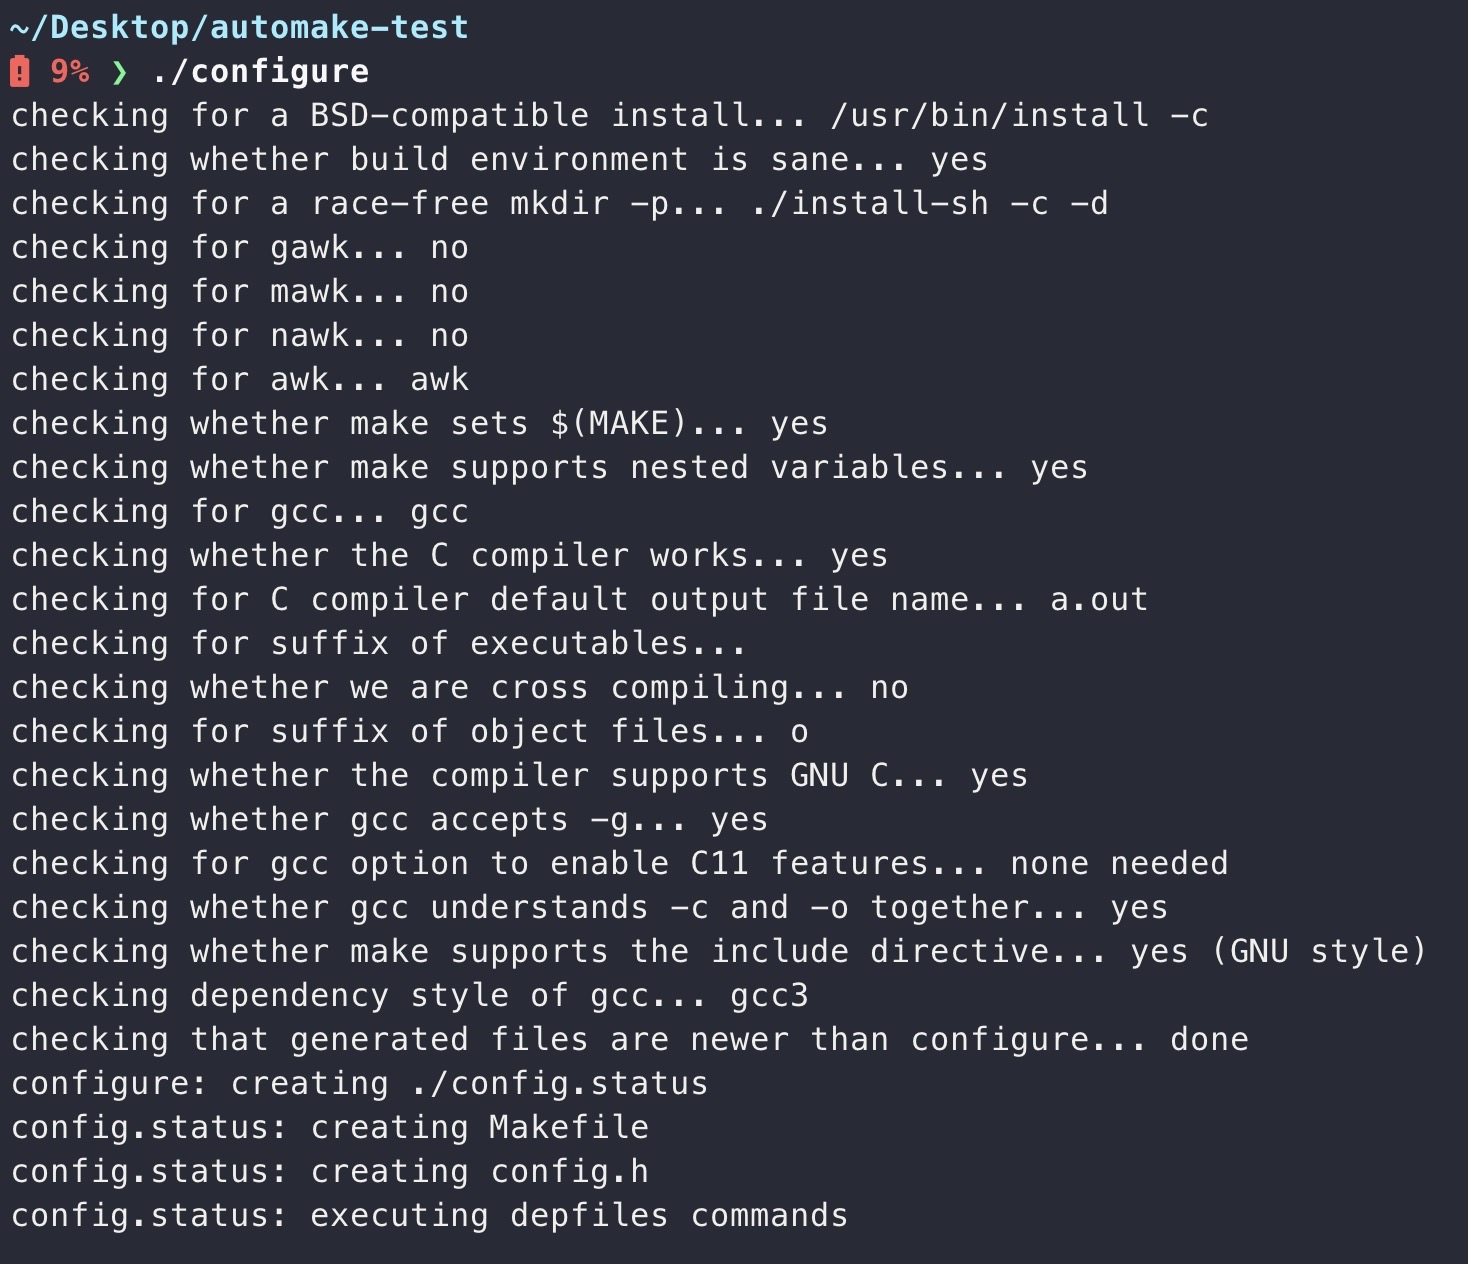 ~/Desktop/automake-test
9% ❯ ./configure
checking for a BSD-compatible install... /usr/bin/install -c
checking whether build environment is sane... yes
checking for a race-free mkdir -p... ./install-sh -c -d
checking for gawk... no
checking for mawk... no
checking for nawk... no
checking for awk... awk
checking whether make sets $(MAKE)... yes
checking whether make supports nested variables... yes
checking for gcc... gcc
checking whether the C compiler works... yes
checking for C compiler default output file name... a.out
checking for suffix of executables...
checking whether we are cross compiling... no
checking for suffix of object files... o
checking whether the compiler supports GNU C... yes
checking whether gcc accepts -g... yes
checking for gcc option to enable C11 features... none needed
checking whether gcc understands -c and -o together... yes
checking whether make supports the include directive... yes (GNU style)
checking dependency style of gcc... gcc3
checking that generated files are newer than configure... done
configure: creating ./config.status
config.status: creating Makefile
config.status: creating config.h
config.status: executing depfiles commands